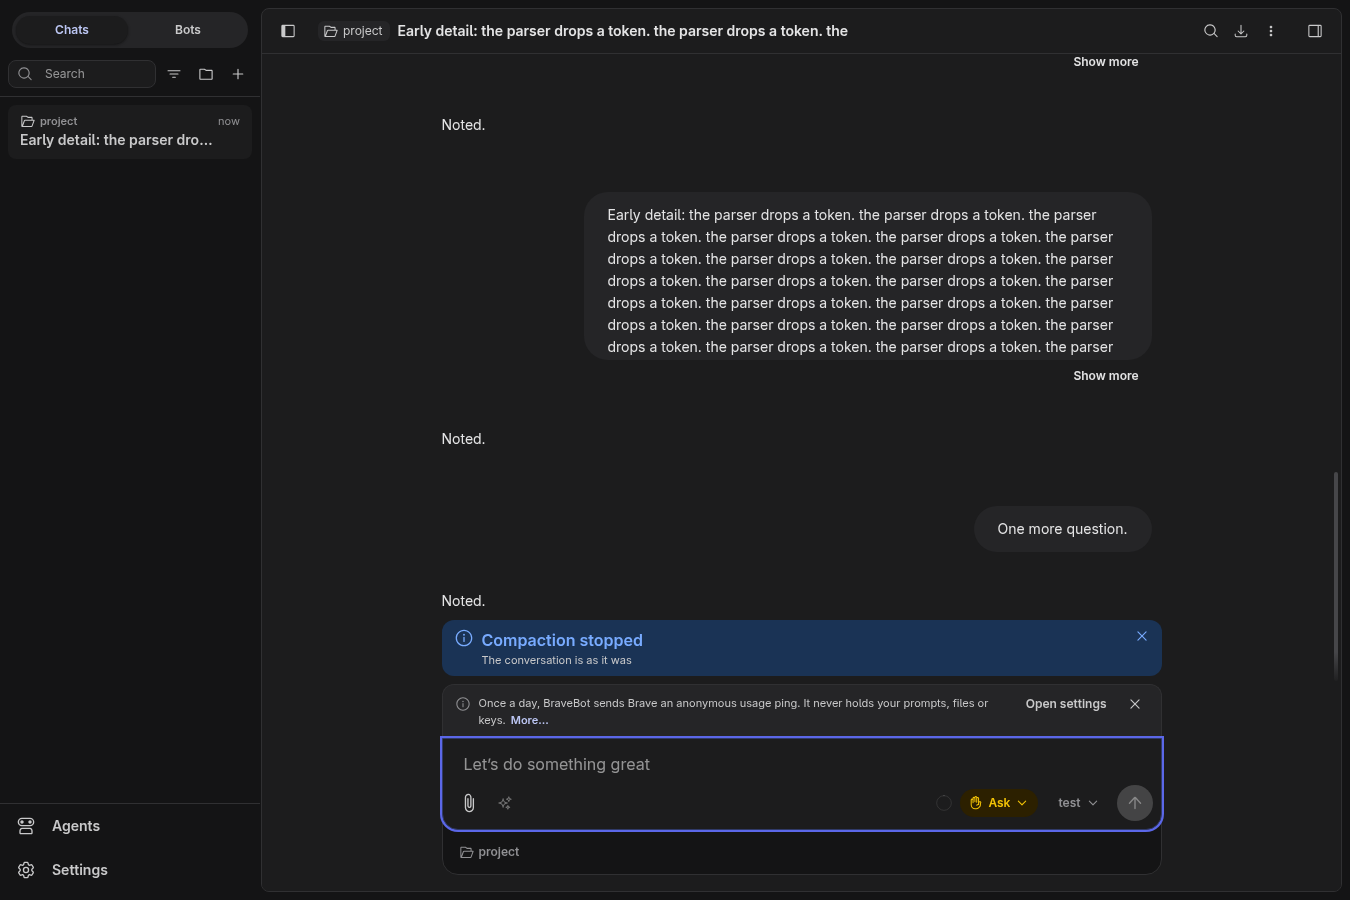 Chats
Bots
Search
project
now
Early detail: the parser dro...
Agents
Settings
project
Early detail: the parser drops a token. the parser drops a token. the
Show more
Noted.
Early detail: the parser drops a token. the parser drops a token. the parser
drops a token. the parser drops a token. the parser drops a token. the parser
drops a token. the parser drops a token. the parser drops a token. the parser
drops a token. the parser drops a token. the parser drops a token. the parser
drops a token. the parser drops a token. the parser drops a token. the parser
drops a token. the parser drops a token. the parser drops a token. the parser
drops a token. the parser drops a token. the parser drops a token. the parser
Show more
Noted.
One more question.
Noted.
Compaction stopped
The conversation is as it was
Once a day, BraveBot sends Brave an anonymous usage ping. It never holds your prompts, files or
keys. More...
Open settings
Let’s do something great
Ask
test
project